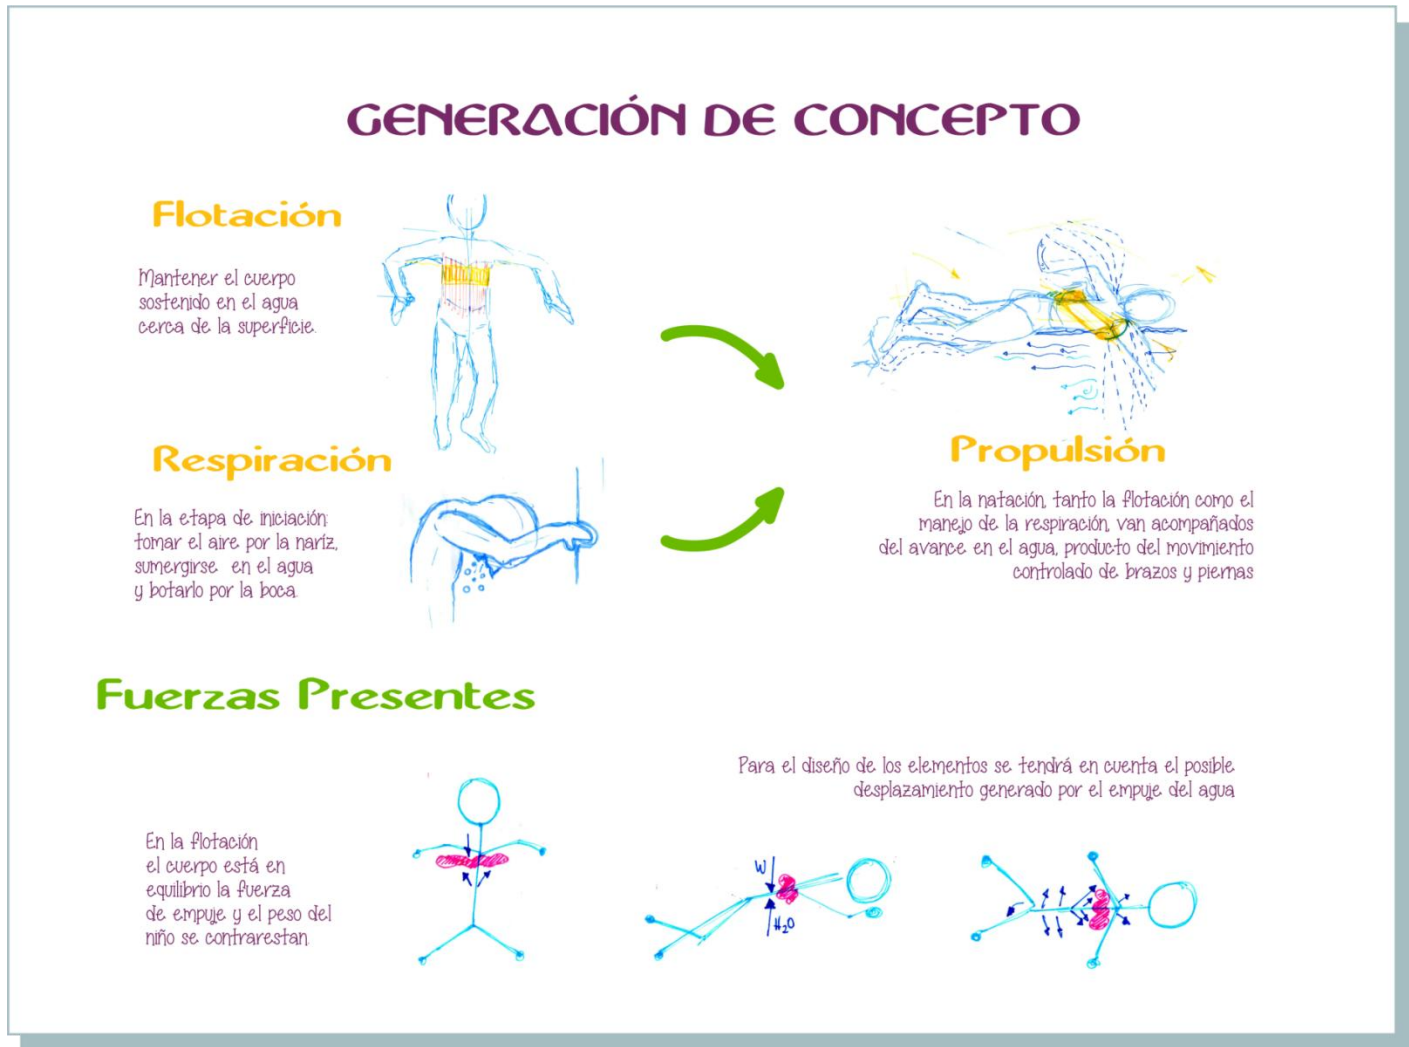 GENERACIÓN DE CONCEPTO
Flotación
Mantener el cuerpo
sostenido en el agua
cerca de la superficie.
Respiración
En la etapa de iniciación:
tomar el aire por la naríz,
sumergirse en el agua
y botarlo por la boca.
Propulsión
En la natación, tanto la flotación como el
manejo de la respiración, van acompañados
del avance en el agua, producto del movimiento
controlado de brazos y piernas
Fuerzas Presentes
En la flotación
el cuerpo está en
equilibrio la fuerza
de empuje y el peso del
niño se contrarestan.
Para el diseño de los elementos se tendrá en cuenta el posible
desplazamiento generado por el empuje del agua
W
H₂O